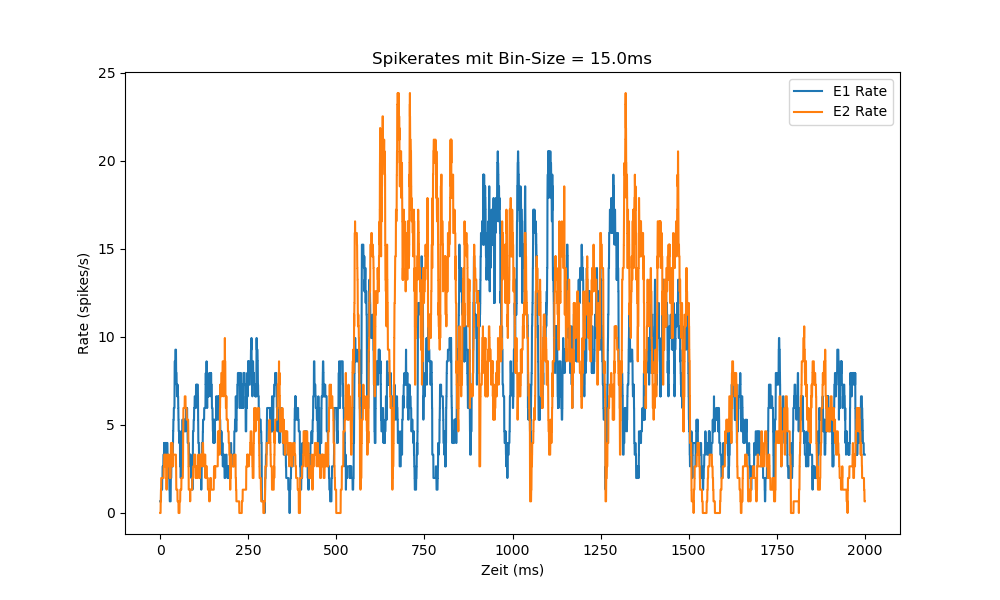 Spikerates mit Bin-Size = 15.0ms
E1 Rate
E2 Rate
Rate (spikes/s)
25
20
15
10
5
0
0 250 500 750 1000 1250 1500 1750 2000
Zeit (ms)